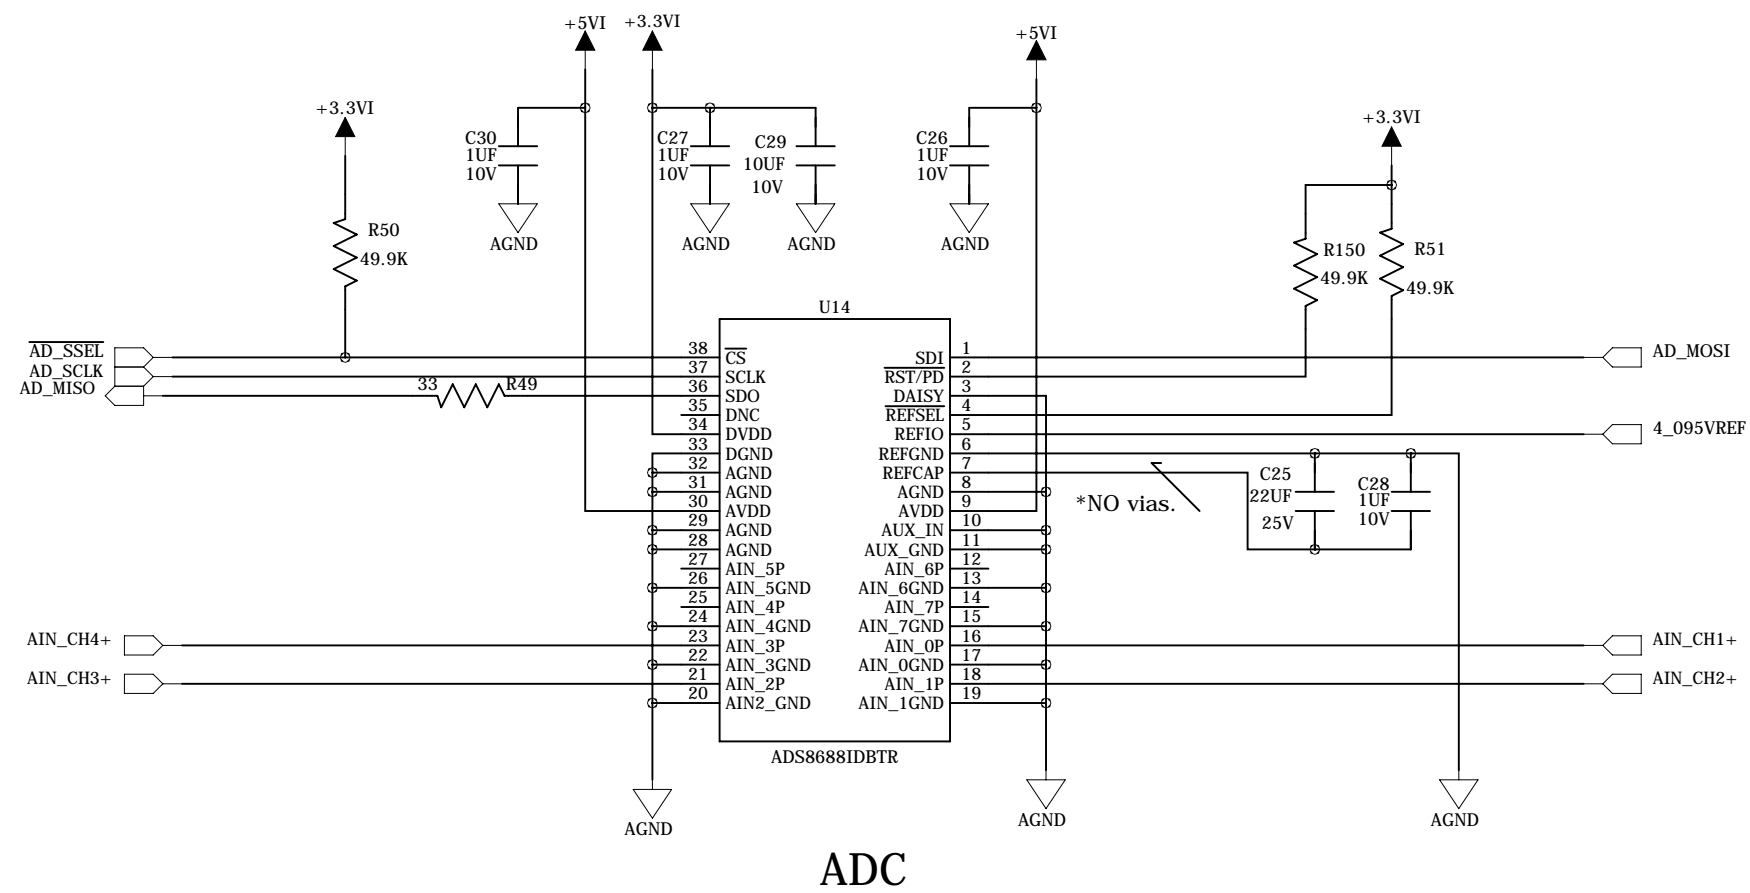 +5VI
+3.3VI
+5VI
+3.3VI
+3.3VI
C30
1UF
10V
C27
1UF
10V
C29
10UF
10V
C26
1UF
10V
AGND
AGND
AGND
AGND
R50
49.9K
R150
49.9K
R51
49.9K
U14
AD_SSEL
AD_SCLK
AD_MISO
33
R49
38 CS
37 SCLK
36 SDO
35 DNC
34 DVDD
33 DGND
32 AGND
31 AGND
30 AVDD
29 AGND
28 AGND
27 AIN_5P
26 AIN_5GND
25 AIN_4P
24 AIN_4GND
23 AIN_3P
22 AIN_3GND
21 AIN_2P
20 AIN2_GND
SDI 1
RST/PD 2
DAISY 3
REFSEL 4
REFIO 5
REFGND 6
REFCAP 7
AGND 8
AVDD 9
AUX_IN 10
AUX_GND 11
AIN_6P 12
AIN_6GND 13
AIN_7P 14
AIN_7GND 15
AIN_0P 16
AIN_0GND 17
AIN_1P 18
AIN_1GND 19
AD_MOSI
4_095VREF
*NO vias.
C25
22UF
25V
C28
1UF
10V
AIN_CH4+
AIN_CH3+
AIN_CH1+
AIN_CH2+
ADS8688IDBTR
AGND
AGND
AGND
ADC